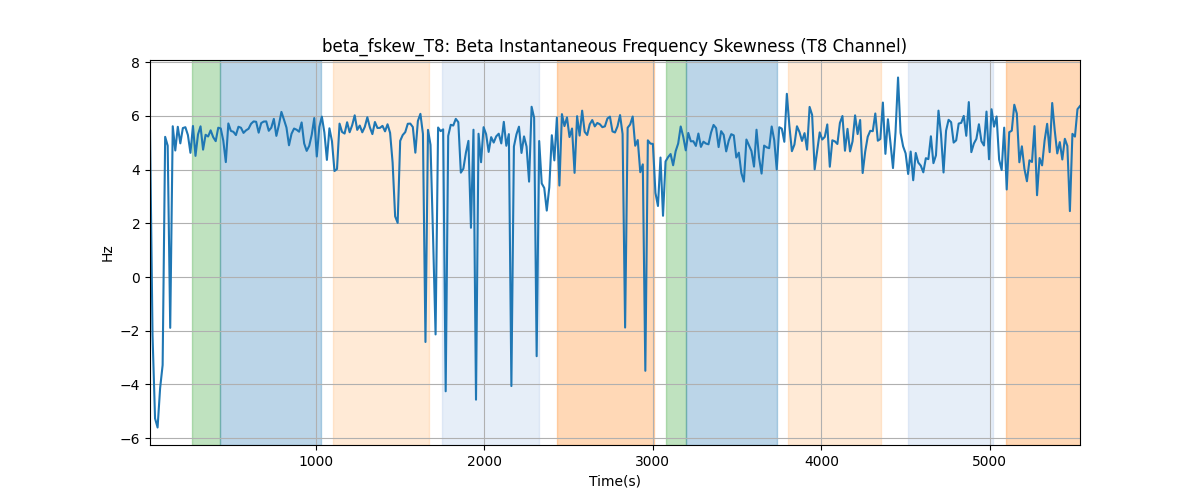 beta_fskew_T8: Beta Instantaneous Frequency Skewness (T8 Channel)
8
6
4
2
0
−2
−4
−6
Hz
1000 2000 3000 4000 5000
Time(s)